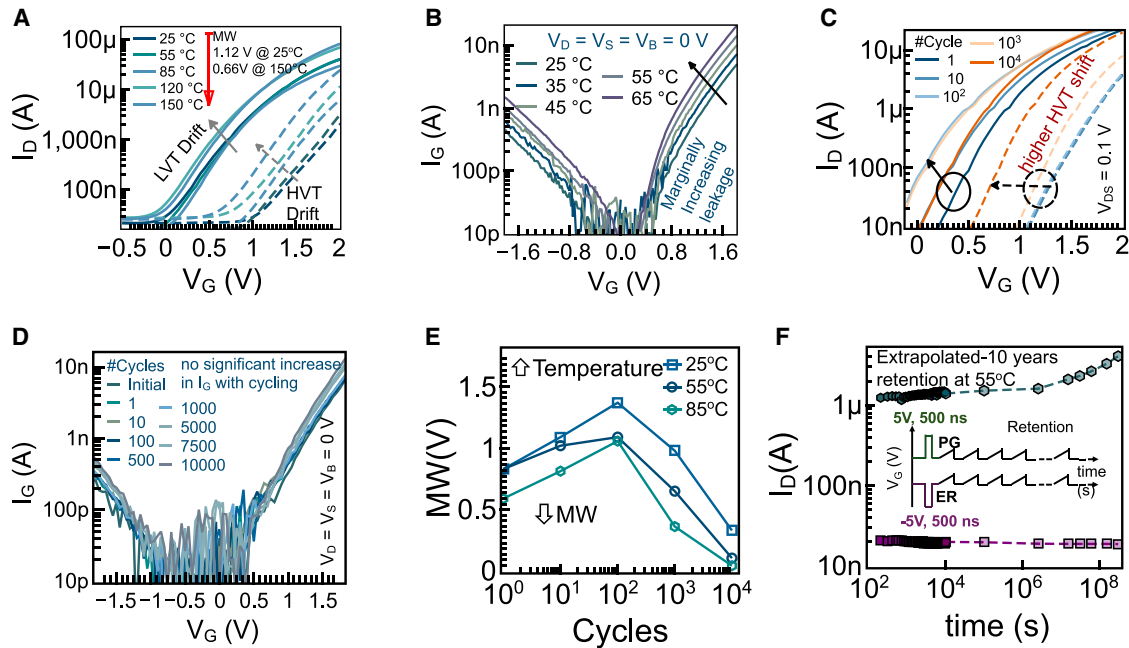 A
100μ
10μ
1,000n
100n
I_D (A)
25 °C
55 °C
85 °C
120 °C
150 °C
MW
1.12 V @ 25°C
0.66V @ 150°C
LVT Drift
HVT
Drift
−0.5
0.0
0.5
1
1.5
2
V_G (V)
B
10n
1n
100p
10p
I_G (A)
V_D = V_S = V_B = 0 V
25 °C
35 °C
45 °C
55 °C
65 °C
Marginally
Increasing
leakage
−1.6
−0.8
0.0
0.8
1.6
V_G (V)
C
10μ
1μ
100n
10n
I_D (A)
#Cycle
1
10
10²
10³
10⁴
higher HVT shift
V_DS = 0.1 V
0
0.5
1
1.5
2
V_G (V)
D
10n
1n
100p
10p
I_G (A)
#Cycles
Initial
1
10
100
500
1000
5000
7500
10000
no significant increase
in I_G with cycling
V_D = V_S = V_B = 0 V
−1.5
−1
−0.5
0
0.5
1
1.5
V_G (V)
E
1.5
1
0.5
0
MW(V)
⇧ Temperature
⇩ MW
25°C
55°C
85°C
10⁰
10¹
10²
10³
10⁴
Cycles
F
1μ
100n
10n
I_D(A)
Extrapolated-10 years
retention at 55°C
5V, 500 ns
PG
Retention
V_G (V)
time
(s)
ER
-5V, 500 ns
10²
10⁴
10⁶
10⁸
time (s)